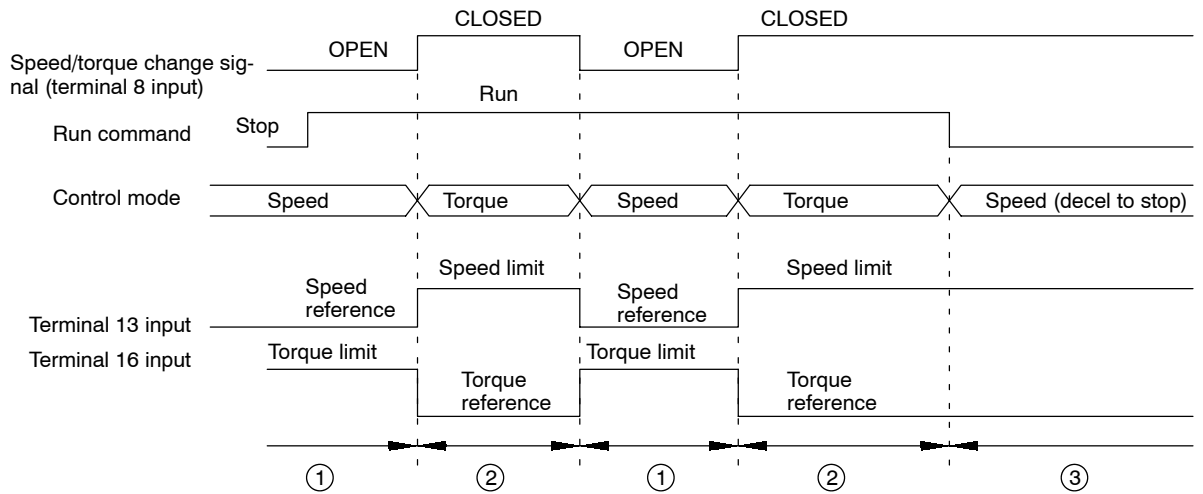 CLOSED CLOSED
OPEN OPEN
Speed/torque change sig-
nal (terminal 8 input)
Run
Run command Stop
Control mode Speed Torque Speed Torque Speed (decel to stop)
Speed limit Speed limit
Speed Speed
reference reference
Terminal 13 input
Terminal 16 input Torque limit Torque limit
Torque Torque
reference reference
① ② ① ② ③